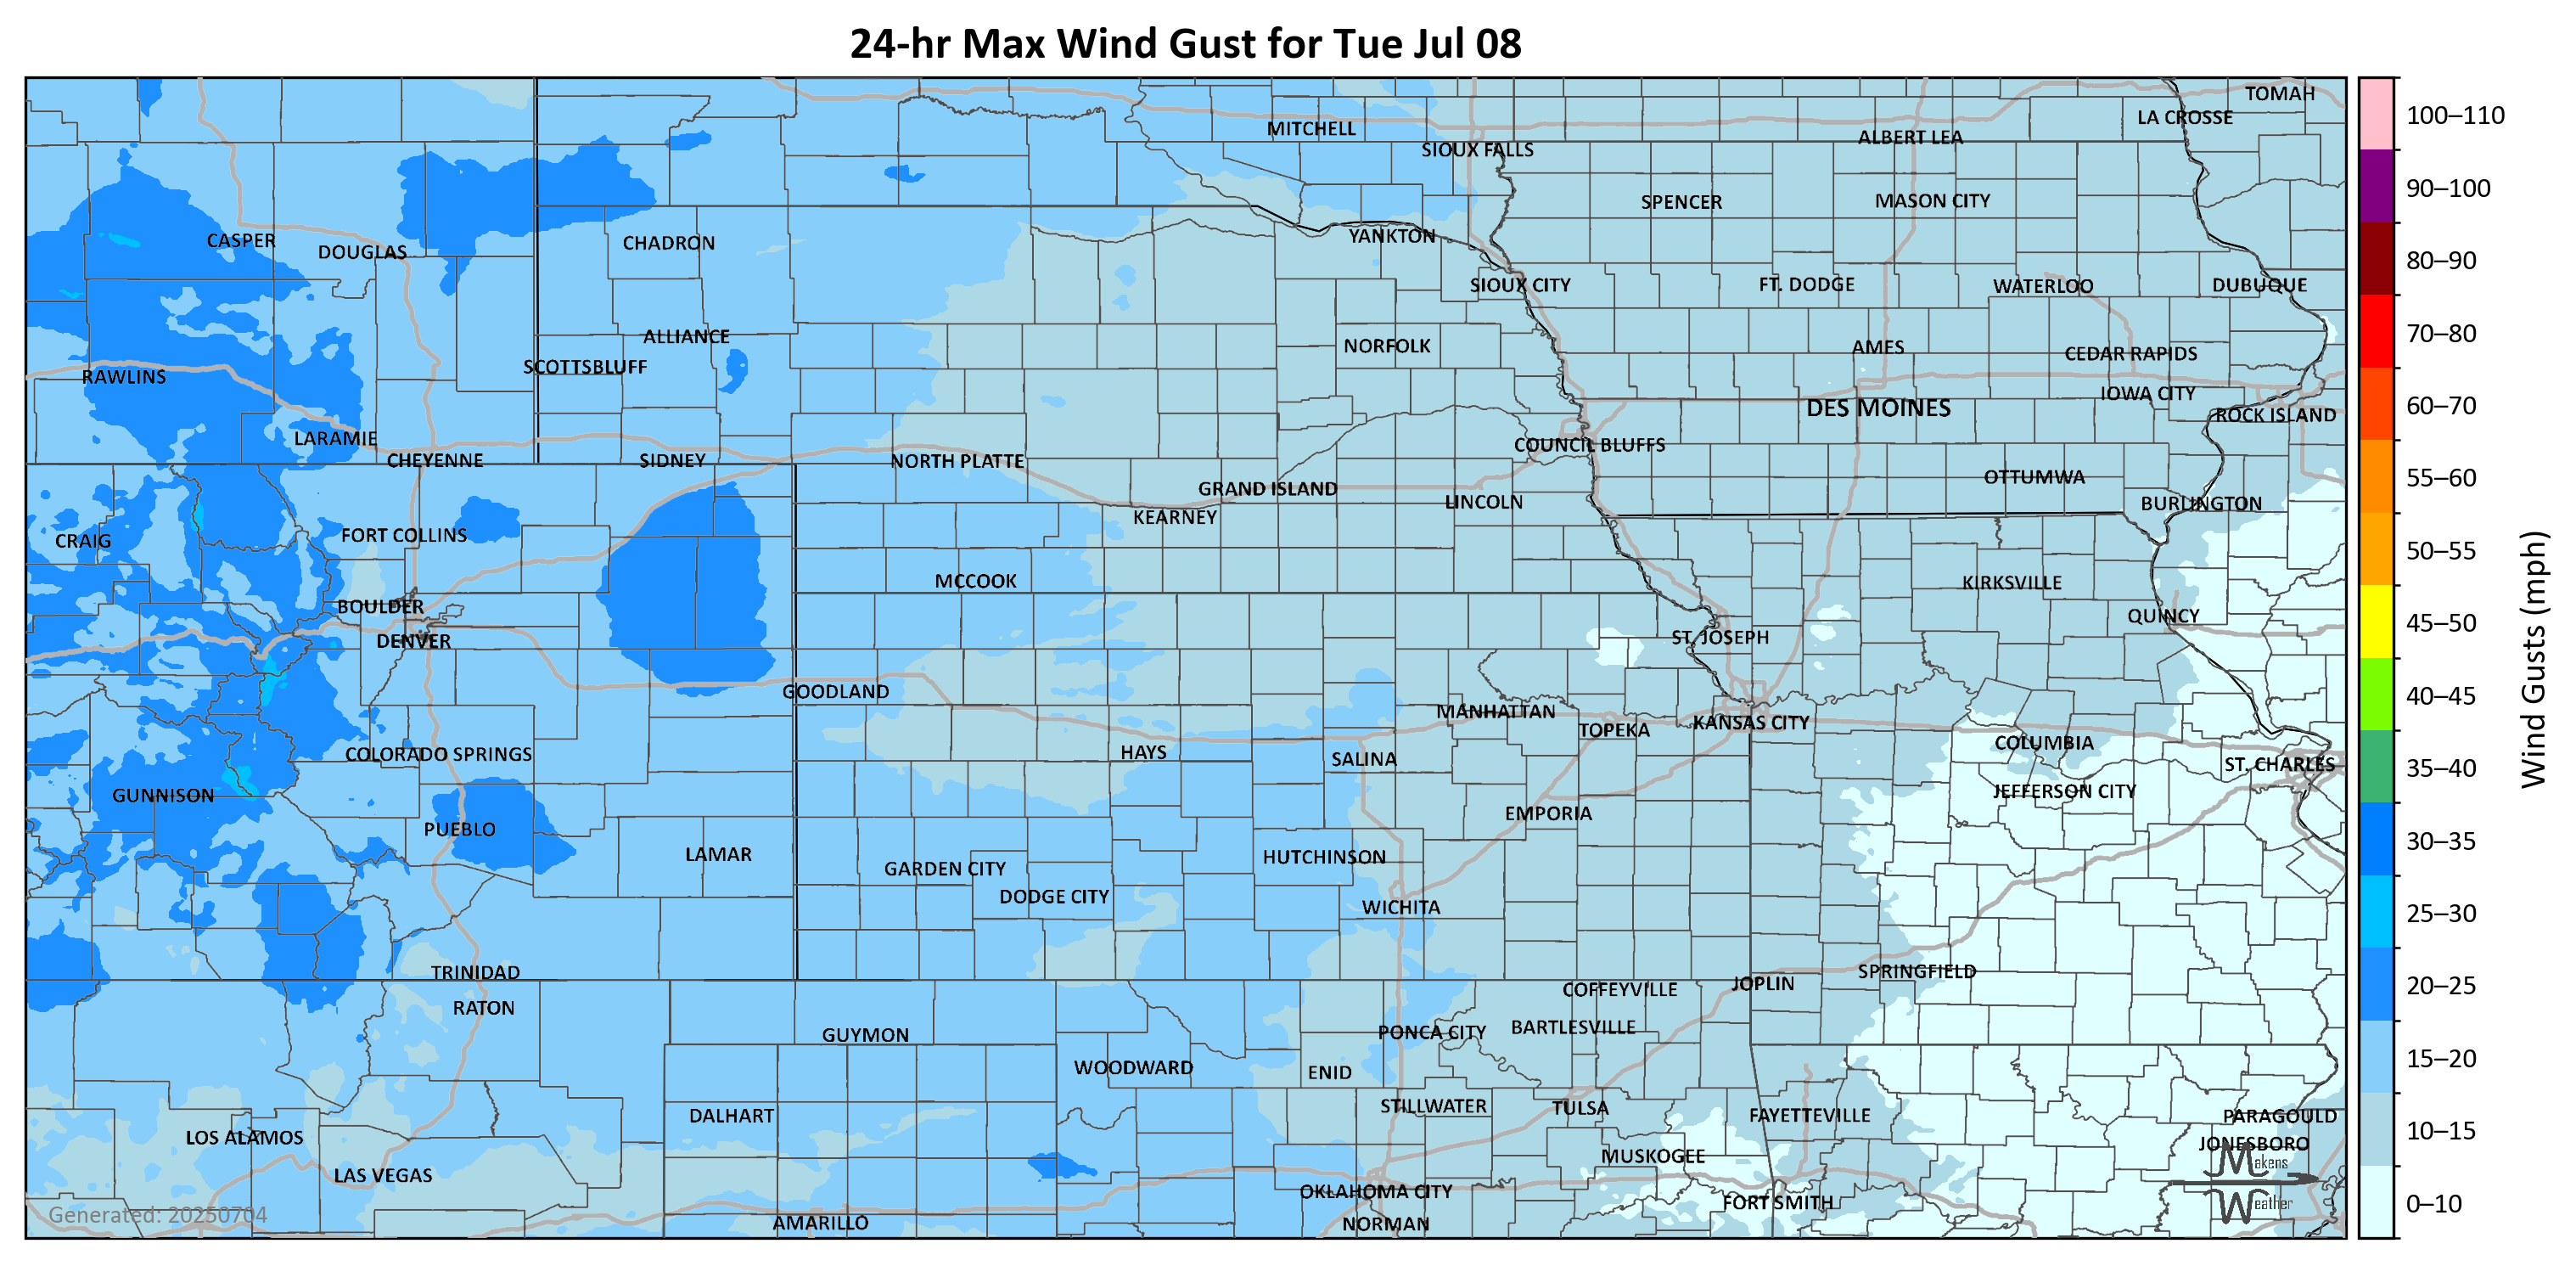 24-hr Max Wind Gust for Tue Jul 08
TOMAH
LA CROSSE
MITCHELL
ALBERT LEA
SIOUX FALLS
SPENCER
MASON CITY
CASPER
DOUGLAS
CHADRON
YANKTON
SIOUX CITY
FT. DODGE
WATERLOO
DUBUQUE
ALLIANCE
NORFOLK
AMES
CEDAR RAPIDS
SCOTTSBLUFF
RAWLINS
IOWA CITY
DES MOINES
ROCK ISLAND
LARAMIE
COUNCIL BLUFFS
CHEYENNE
SIDNEY
NORTH PLATTE
OTTUMWA
GRAND ISLAND
LINCOLN
BURLINGTON
KEARNEY
FORT COLLINS
CRAIG
MCCOOK
KIRKSVILLE
BOULDER
QUINCY
DENVER
ST. JOSEPH
GOODLAND
MANHATTAN
TOPEKA
KANSAS CITY
COLUMBIA
COLORADO SPRINGS
HAYS
SALINA
ST. CHARLES
GUNNISON
JEFFERSON CITY
EMPORIA
PUEBLO
LAMAR
HUTCHINSON
GARDEN CITY
DODGE CITY
WICHITA
TRINIDAD
SPRINGFIELD
JOPLIN
COFFEYVILLE
RATON
GUYMON
PONCA CITY
BARTLESVILLE
WOODWARD
ENID
STILLWATER
TULSA
DALHART
FAYETTEVILLE
PARAGOULD
LOS ALAMOS
JONESBORO
MUSKOGEE
LAS VEGAS
OKLAHOMA CITY
FORT SMITH
AMARILLO
NORMAN
Generated: 20250704
Makens
Weather
100–110
90–100
80–90
70–80
60–70
55–60
50–55
45–50
40–45
35–40
30–35
25–30
20–25
15–20
10–15
0–10
Wind Gusts (mph)